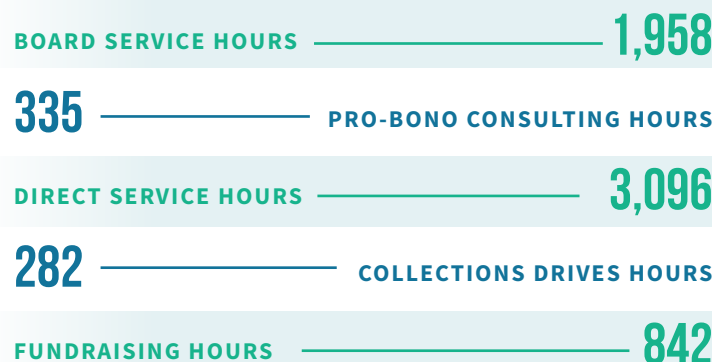 BOARD SERVICE HOURS 1,958
335 PRO-BONO CONSULTING HOURS
DIRECT SERVICE HOURS 3,096
282 COLLECTIONS DRIVES HOURS
FUNDRAISING HOURS 842